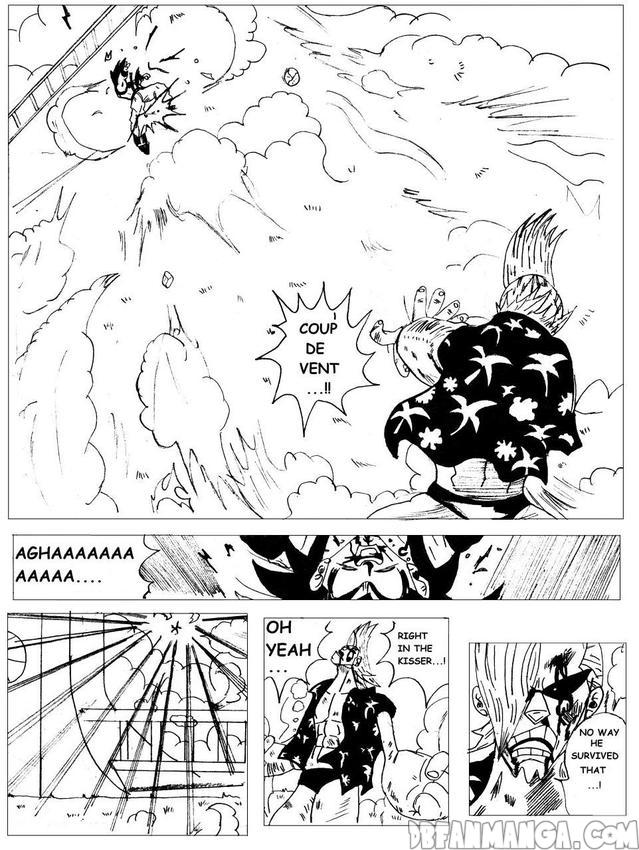 COUP
DE
VENT
...!!
AGHAAAAAAA
AAAAA....
OH
YEAH
...
RIGHT
IN THE
KISSER...!
NO WAY
HE
SURVIVED
THAT
...!
DBFANMANGA.COM